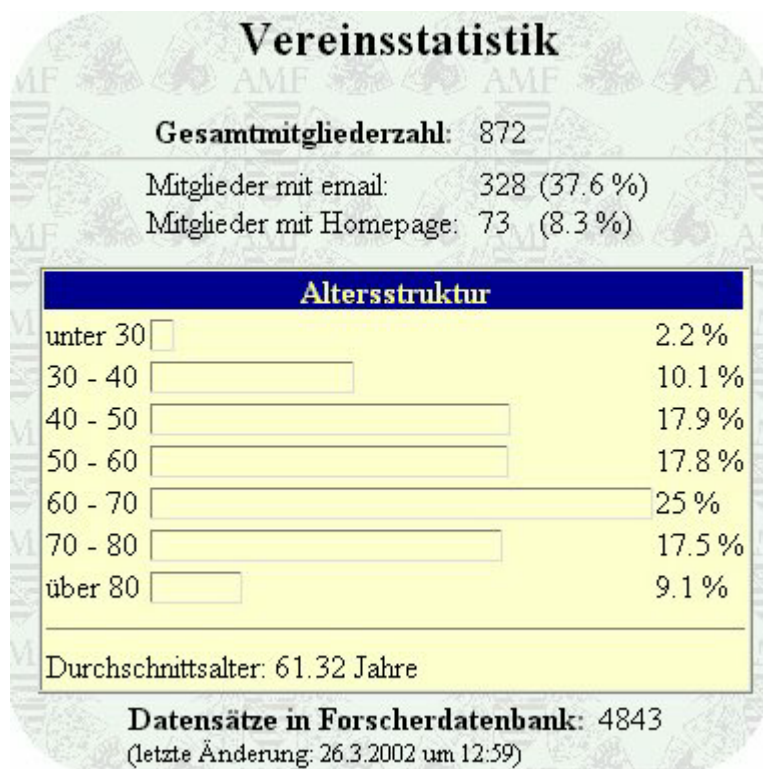 Vereinsstatistik
Gesamtmitgliederzahl: 872
Mitglieder mit email: 328 (37.6 %)
Mitglieder mit Homepage: 73 (8.3 %)
Altersstruktur
unter 30 2.2 %
30 - 40 10.1 %
40 - 50 17.9 %
50 - 60 17.8 %
60 - 70 25 %
70 - 80 17.5 %
über 80 9.1 %
Durchschnittsalter: 61.32 Jahre
Datensätze in Forscherdatenbank: 4843
(letzte Änderung: 26.3.2002 um 12:59)